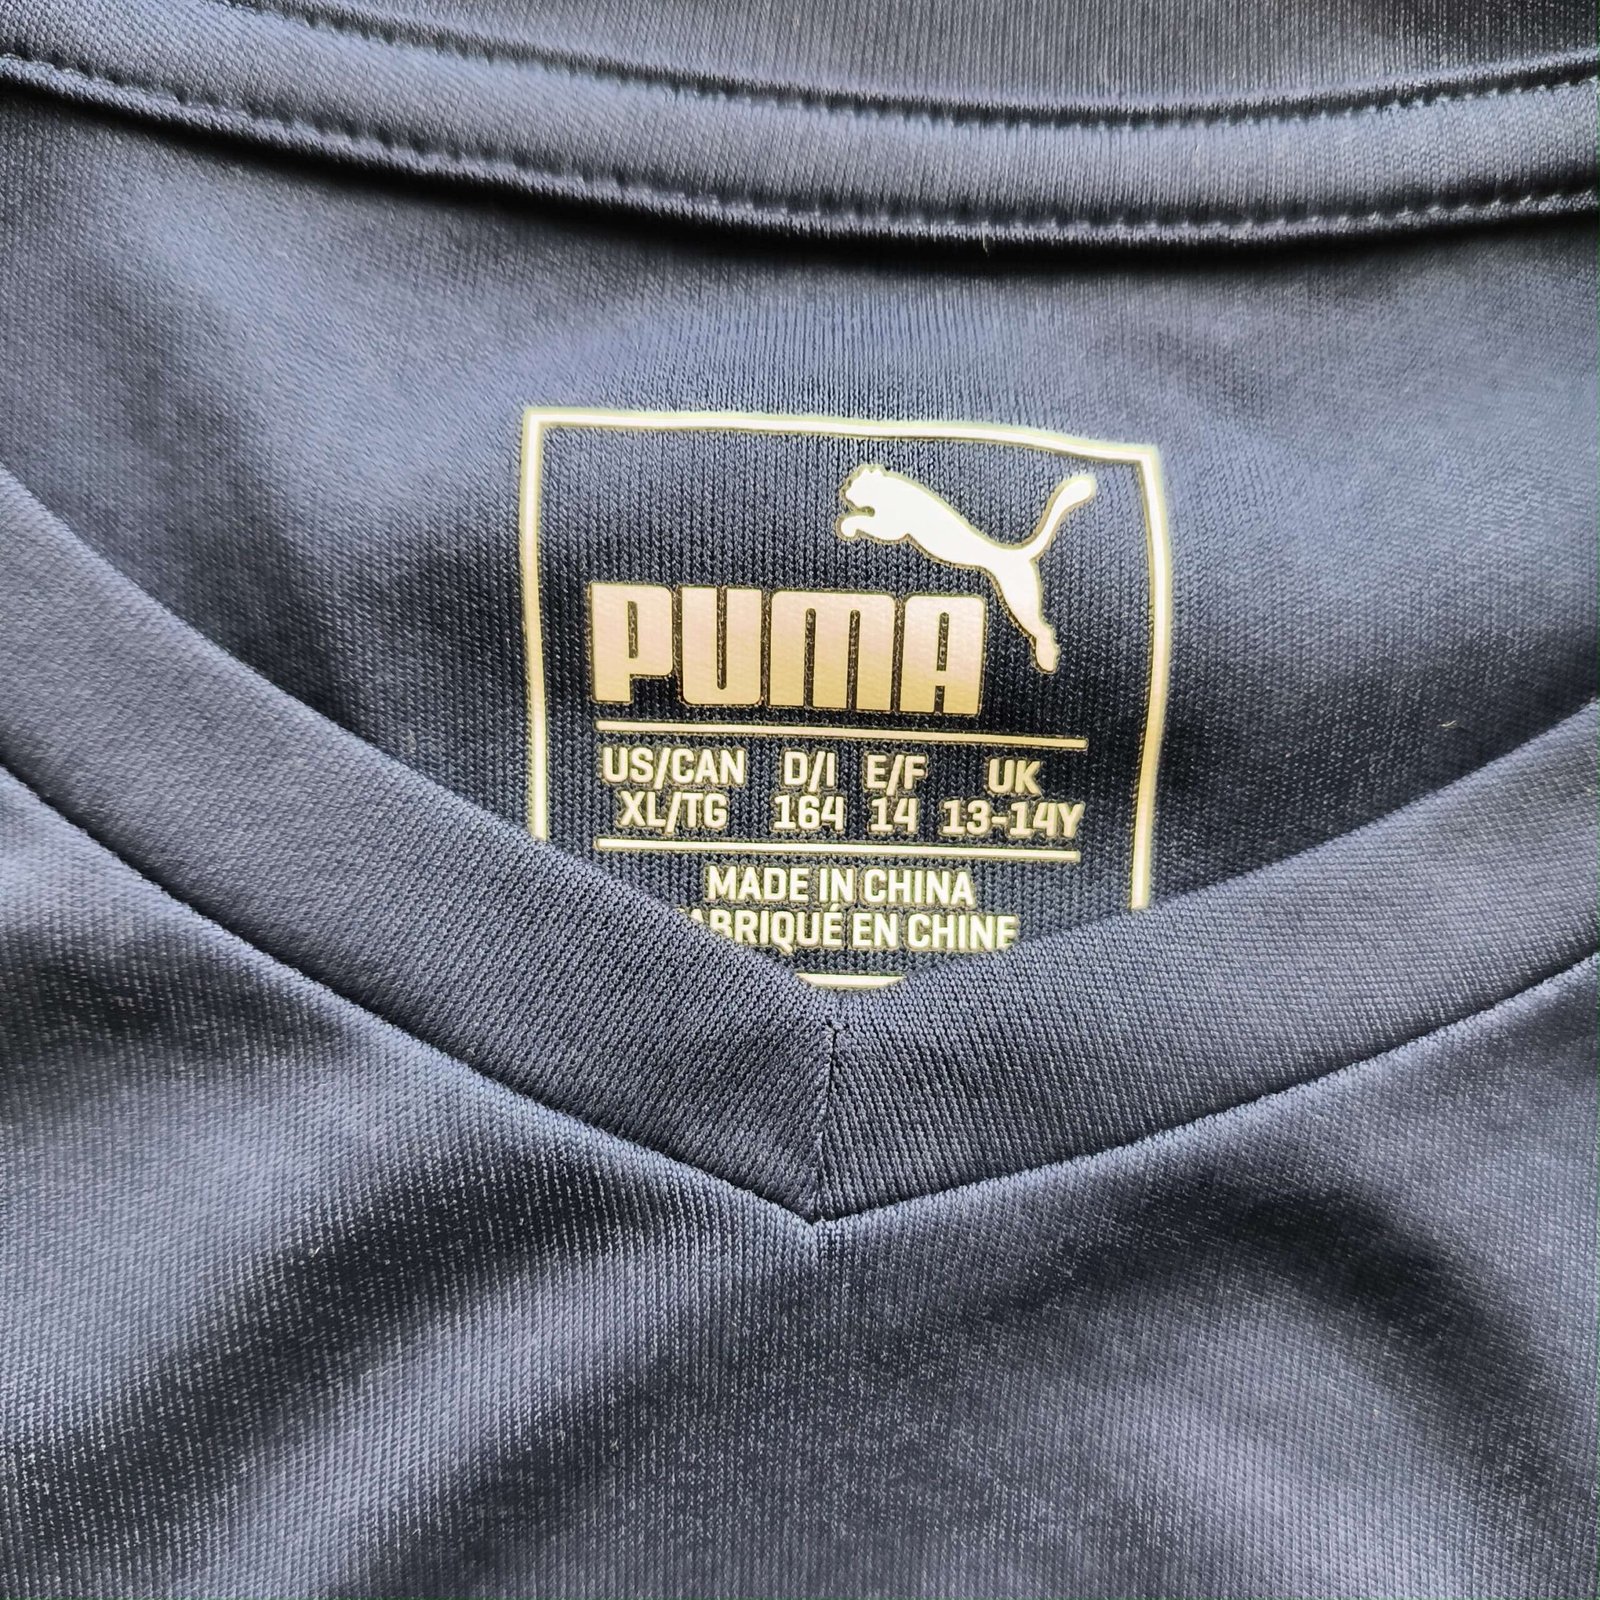 PUMA
US/CAN D/I E/F UK
XL/TG 164 14 13-14Y
MADE IN CHINA
FABRIQUÉ EN CHINE